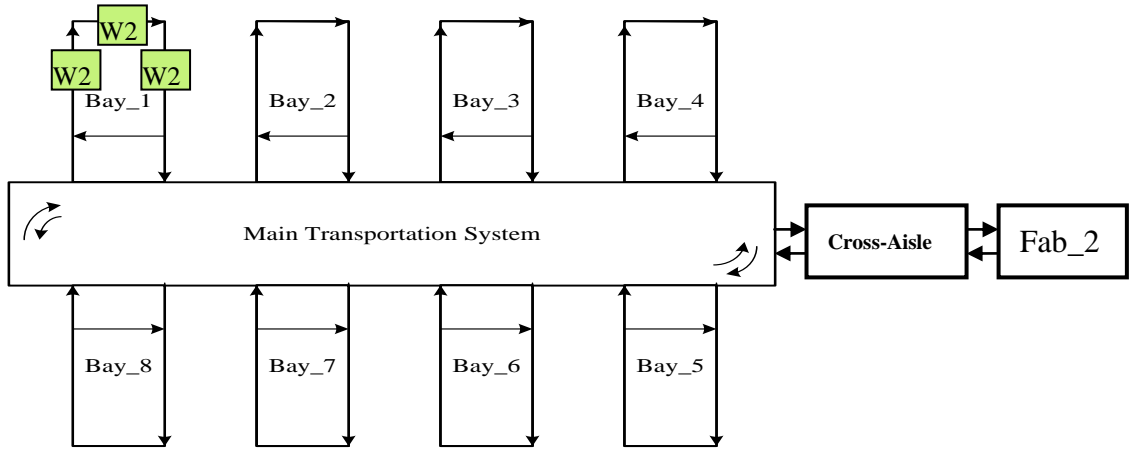 W2
W2
W2
Bay_1
Bay_2
Bay_3
Bay_4
Main Transportation System
Cross-Aisle
Fab_2
Bay_8
Bay_7
Bay_6
Bay_5